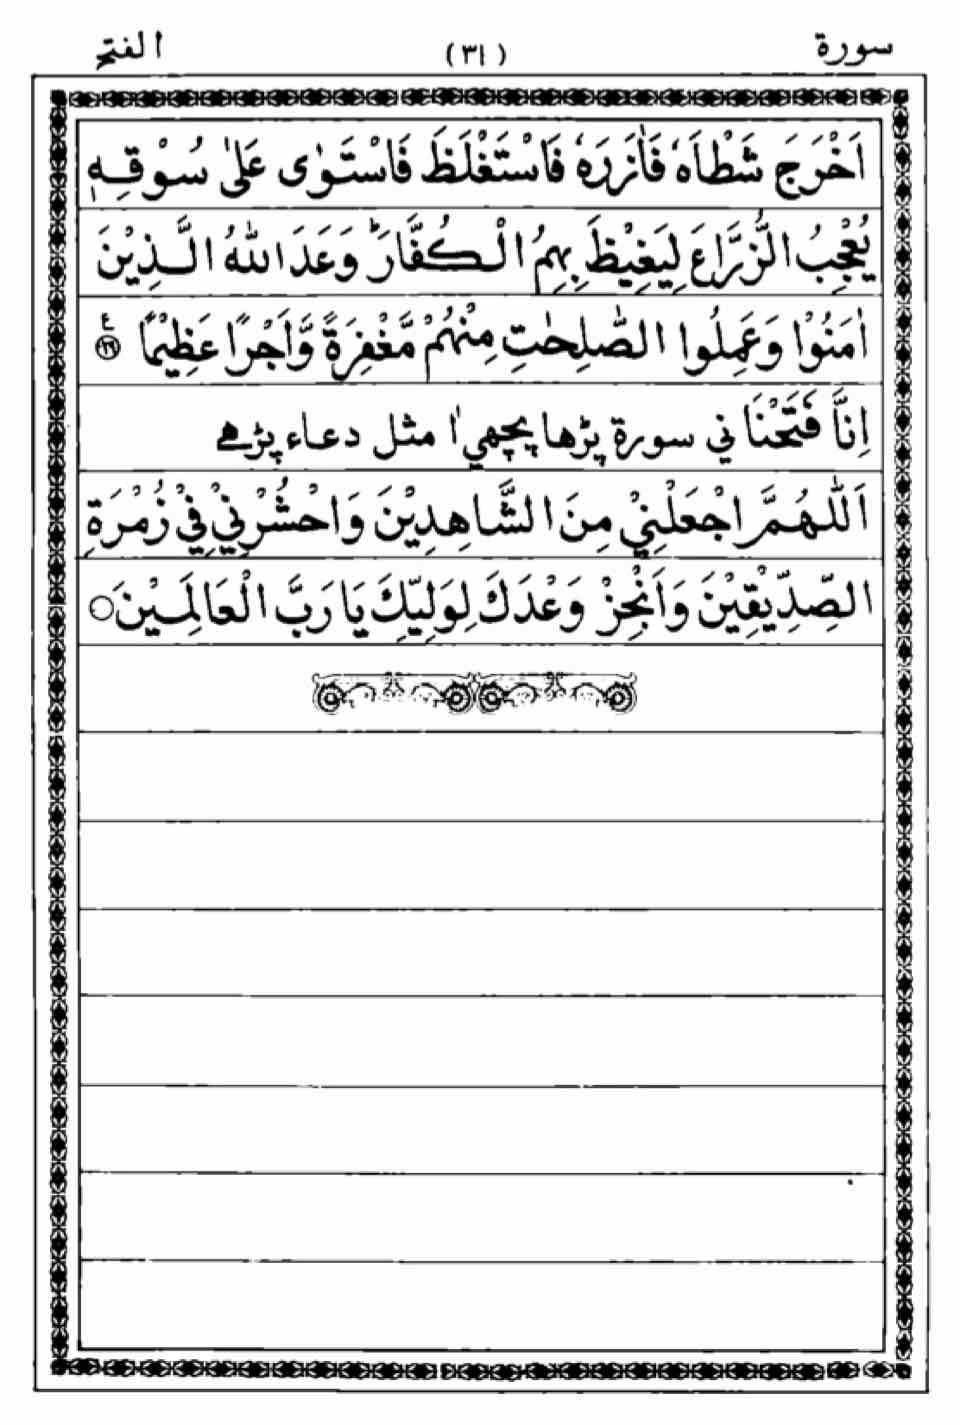 سورة (٣١) الفتح
اَخْرَجَ شَطْاَهٗ فَاٰزَرَهٗ فَاسْتَغْلَظَ فَاسْتَوٰى عَلٰى سُوْقِهٖ
يُعْجِبُ الزُّرَّاعَ لِيَغِيْظَ بِهِمُ الْكُفَّارَ ؕ وَعَدَ اللّٰهُ الَّذِيْنَ
اٰمَنُوْا وَعَمِلُوا الصّٰلِحٰتِ مِنْهُمْ مَّغْفِرَةً وَّاَجْرًا عَظِيْمًا ﴿٢٩﴾ ع
اِنَّا فَتَحْنَا ني سورة پڑھا پچھي اٰ مثل دعاء پڑھے
اَللّٰهُمَّ اجْعَلْنِيْ مِنَ الشَّاهِدِيْنَ وَاحْشُرْنِيْ فِيْ زُمْرَةِ
الصِّدِّيْقِيْنَ وَاَنْجِزْ وَعْدَكَ لِوَلِيِّكَ يَا رَبَّ الْعَالَمِيْنَ ○